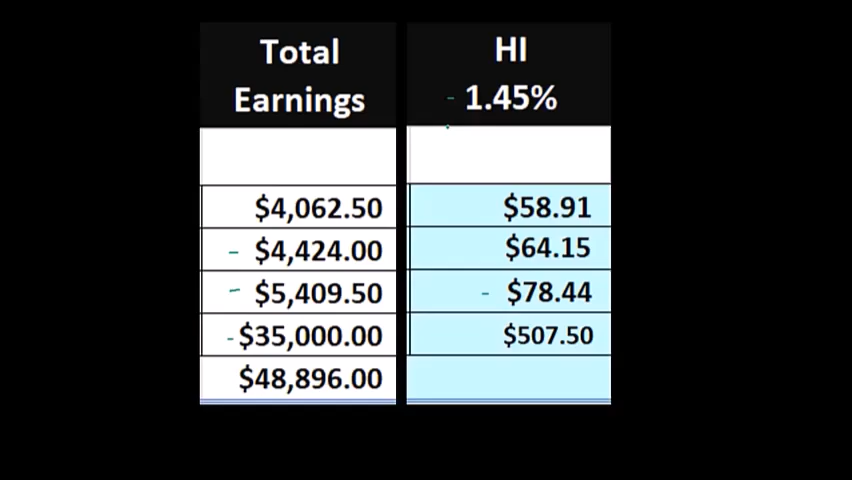 Total Earnings HI - 1.45%
$4,062.50 $58.91
- $4,424.00 $64.15
- $5,409.50 - $78.44
- $35,000.00 $507.50
$48,896.00